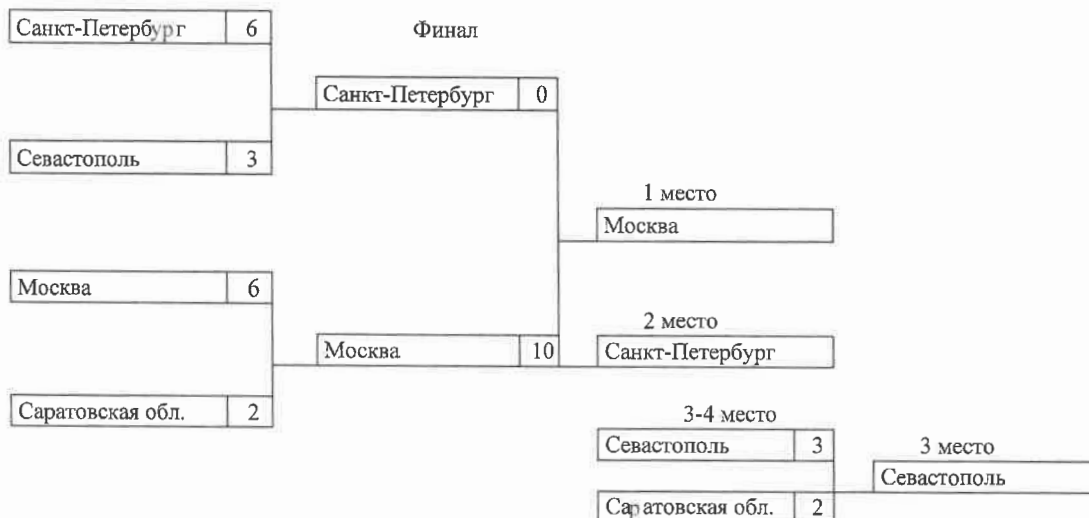 Санкт-Петербург 6
Финал
Санкт-Петербург 0
Севастополь 3
1 место
Москва
Москва 6
2 место
Москва 10
Санкт-Петербург
Саратовская обл. 2
3-4 место
Севастополь 3
3 место
Севастополь
Саратовская обл. 2